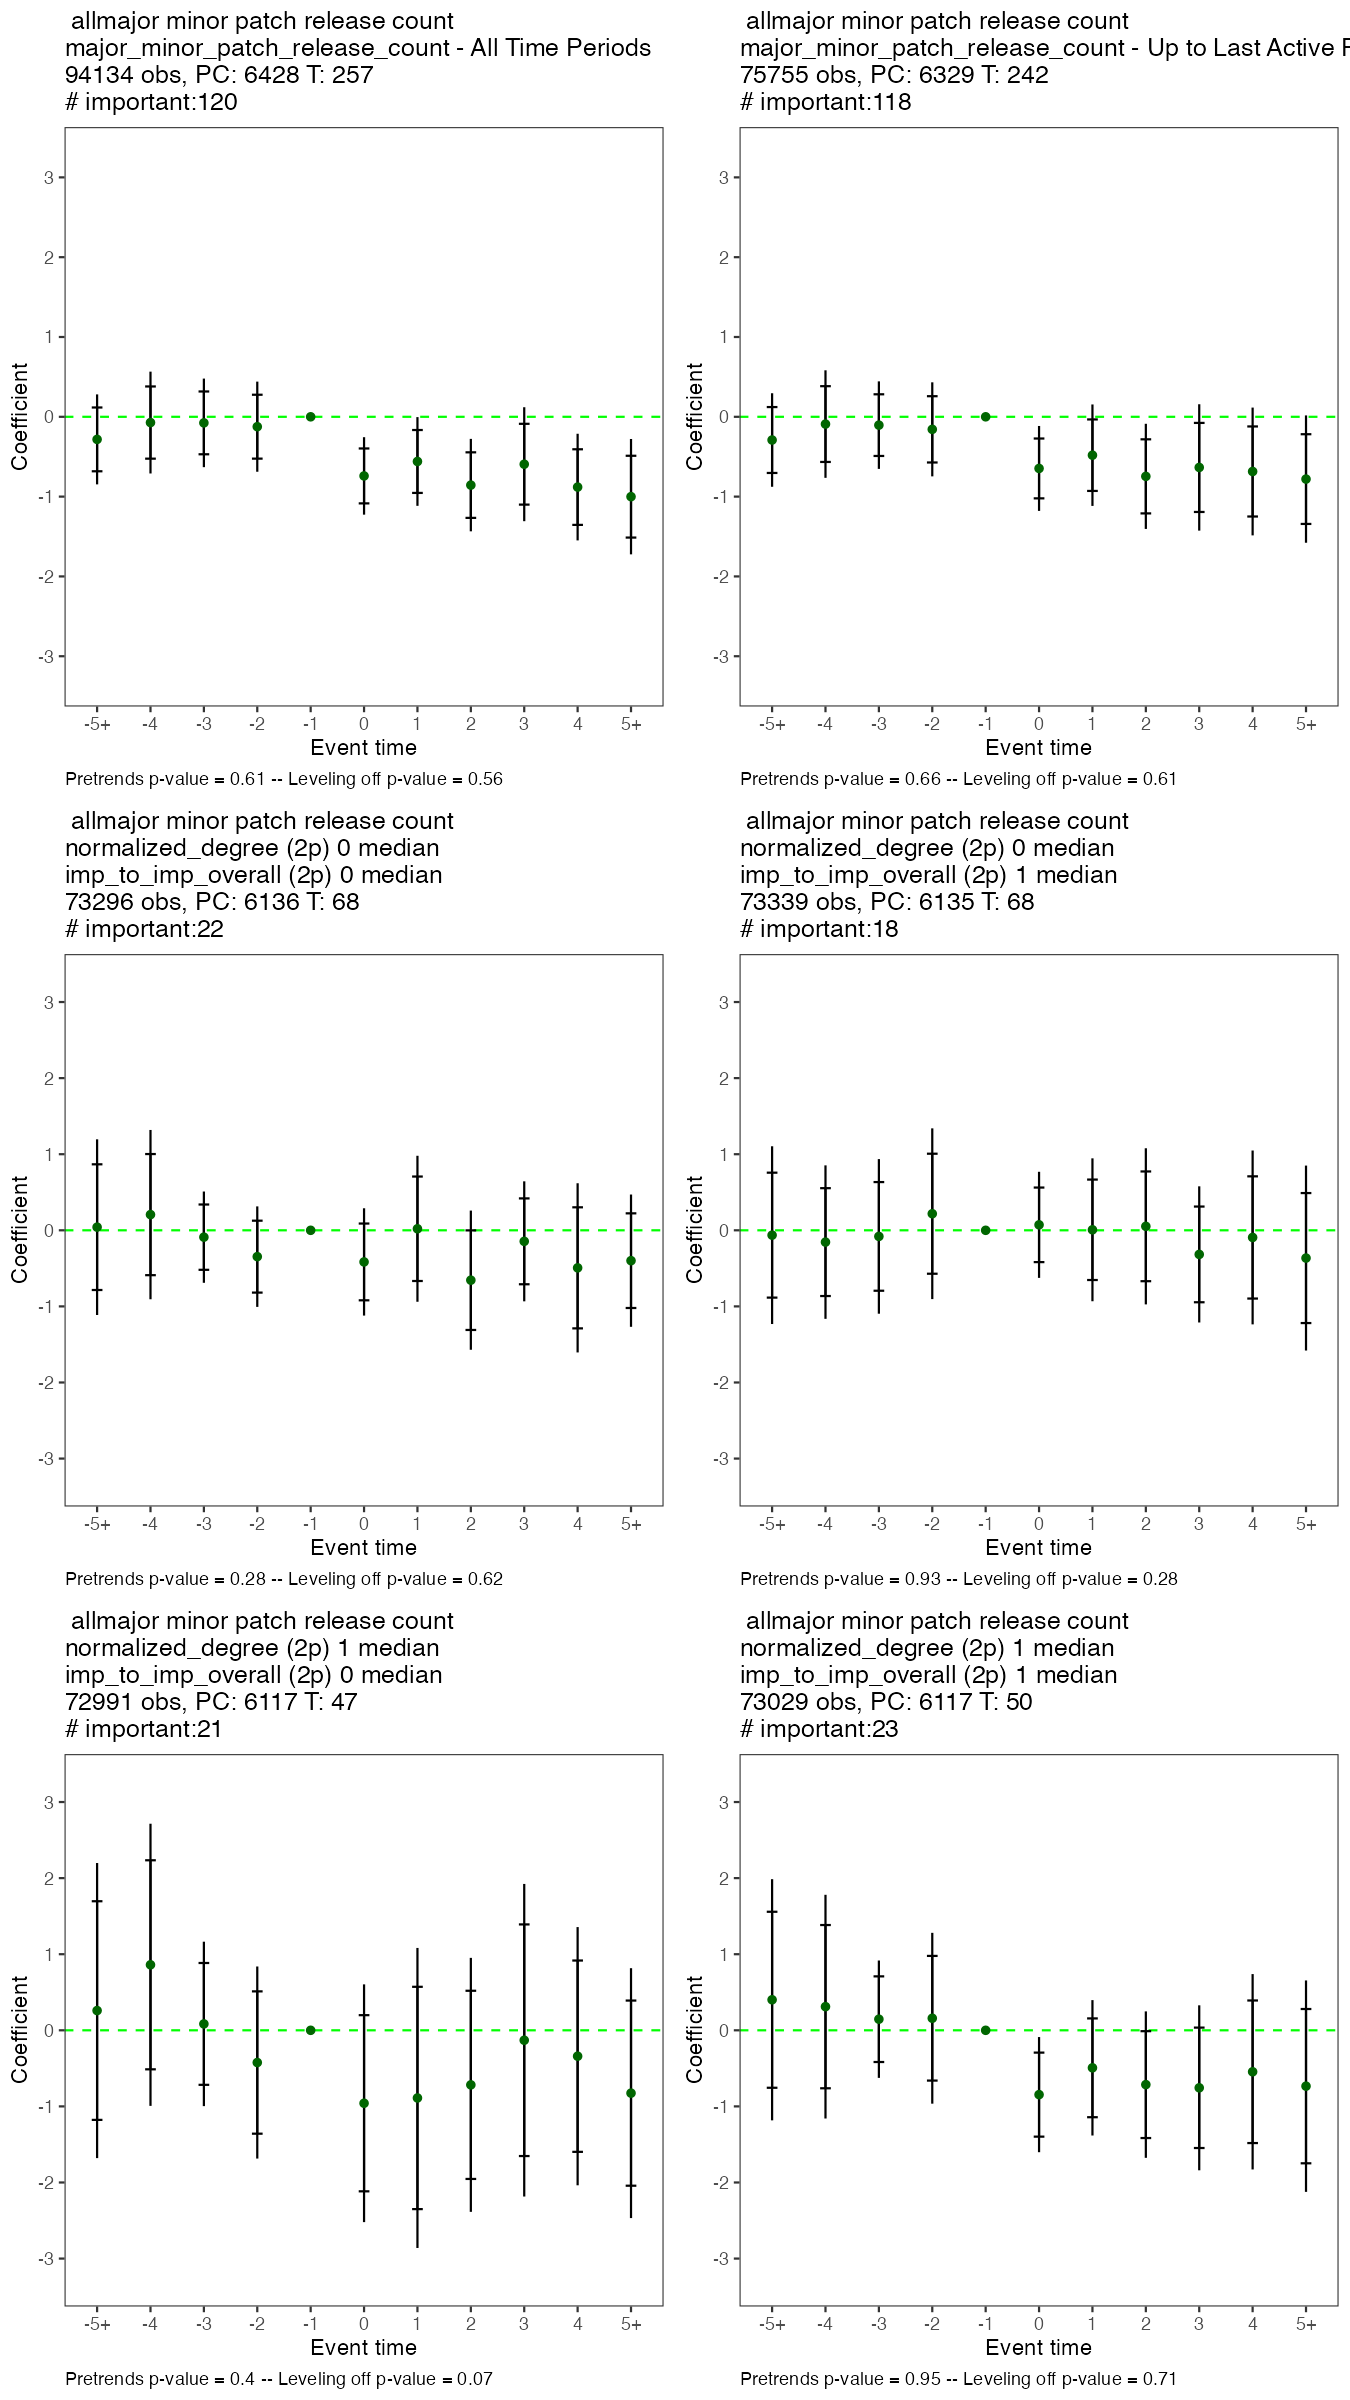 allmajor minor patch release count
major_minor_patch_release_count - All Time Periods
94134 obs, PC: 6428 T: 257
# important:120
3
2
1
0
-1
-2
-3
Coefficient
-5+ -4 -3 -2 -1 0 1 2 3 4 5+
Event time
Pretrends p-value = 0.61 -- Leveling off p-value = 0.56
allmajor minor patch release count
major_minor_patch_release_count - Up to Last Active
75755 obs, PC: 6329 T: 242
# important:118
3
2
1
0
-1
-2
-3
Coefficient
-5+ -4 -3 -2 -1 0 1 2 3 4 5+
Event time
Pretrends p-value = 0.66 -- Leveling off p-value = 0.61
allmajor minor patch release count
normalized_degree (2p) 0 median
imp_to_imp_overall (2p) 0 median
73296 obs, PC: 6136 T: 68
# important:22
3
2
1
0
-1
-2
-3
Coefficient
-5+ -4 -3 -2 -1 0 1 2 3 4 5+
Event time
Pretrends p-value = 0.28 -- Leveling off p-value = 0.62
allmajor minor patch release count
normalized_degree (2p) 0 median
imp_to_imp_overall (2p) 1 median
73339 obs, PC: 6135 T: 68
# important:18
3
2
1
0
-1
-2
-3
Coefficient
-5+ -4 -3 -2 -1 0 1 2 3 4 5+
Event time
Pretrends p-value = 0.93 -- Leveling off p-value = 0.28
allmajor minor patch release count
normalized_degree (2p) 1 median
imp_to_imp_overall (2p) 0 median
72991 obs, PC: 6117 T: 47
# important:21
3
2
1
0
-1
-2
-3
Coefficient
-5+ -4 -3 -2 -1 0 1 2 3 4 5+
Event time
Pretrends p-value = 0.4 -- Leveling off p-value = 0.07
allmajor minor patch release count
normalized_degree (2p) 1 median
imp_to_imp_overall (2p) 1 median
73029 obs, PC: 6117 T: 50
# important:23
3
2
1
0
-1
-2
-3
Coefficient
-5+ -4 -3 -2 -1 0 1 2 3 4 5+
Event time
Pretrends p-value = 0.95 -- Leveling off p-value = 0.71